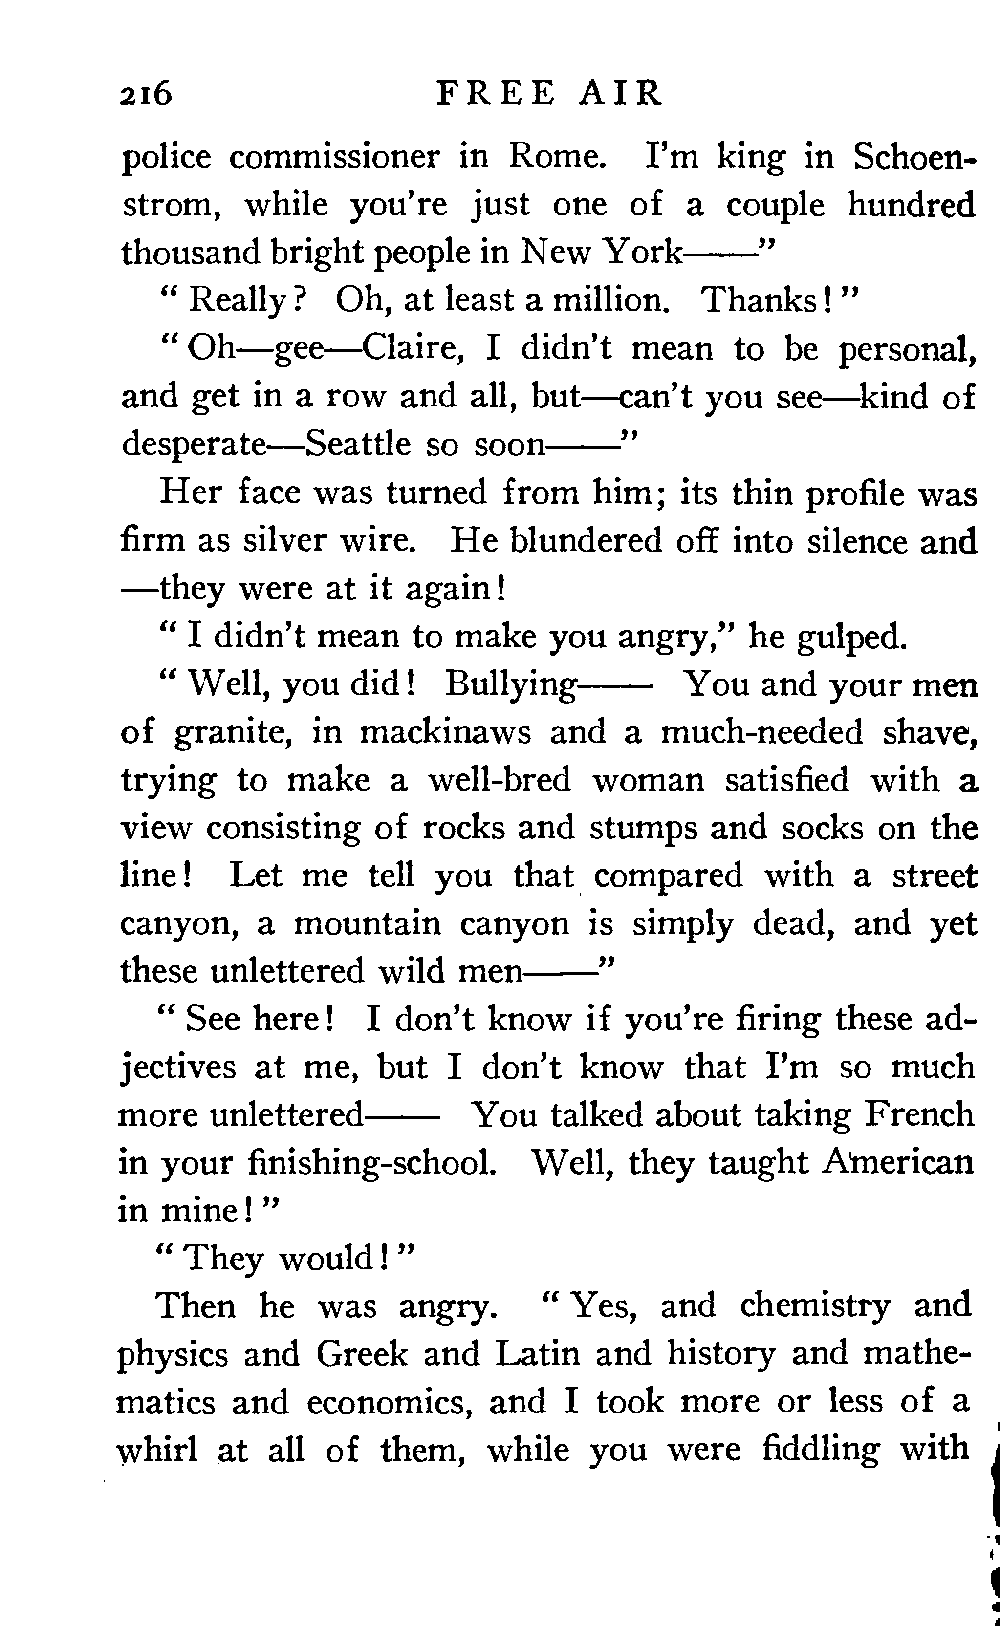 216 FREE AIR
police commissioner in Rome. I'm king in Schoen-
strom, while you're just one of a couple hundred
thousand bright people in New York——"
" Really? Oh, at least a million. Thanks!"
" Oh—gee—Claire, I didn't mean to be personal,
and get in a row and all, but—can't you see—kind of
desperate—Seattle so soon——"
Her face was turned from him; its thin profile was
firm as silver wire. He blundered off into silence and
—they were at it again!
" I didn't mean to make you angry," he gulped.
" Well, you did! Bullying—— You and your men
of granite, in mackinaws and a much-needed shave,
trying to make a well-bred woman satisfied with a
view consisting of rocks and stumps and socks on the
line! Let me tell you that compared with a street
canyon, a mountain canyon is simply dead, and yet
these unlettered wild men——"
" See here! I don't know if you're firing these ad-
jectives at me, but I don't know that I'm so much
more unlettered—— You talked about taking French
in your finishing-school. Well, they taught American
in mine!"
" They would!"
Then he was angry. " Yes, and chemistry and
physics and Greek and Latin and history and mathe-
matics and economics, and I took more or less of a
whirl at all of them, while you were fiddling with